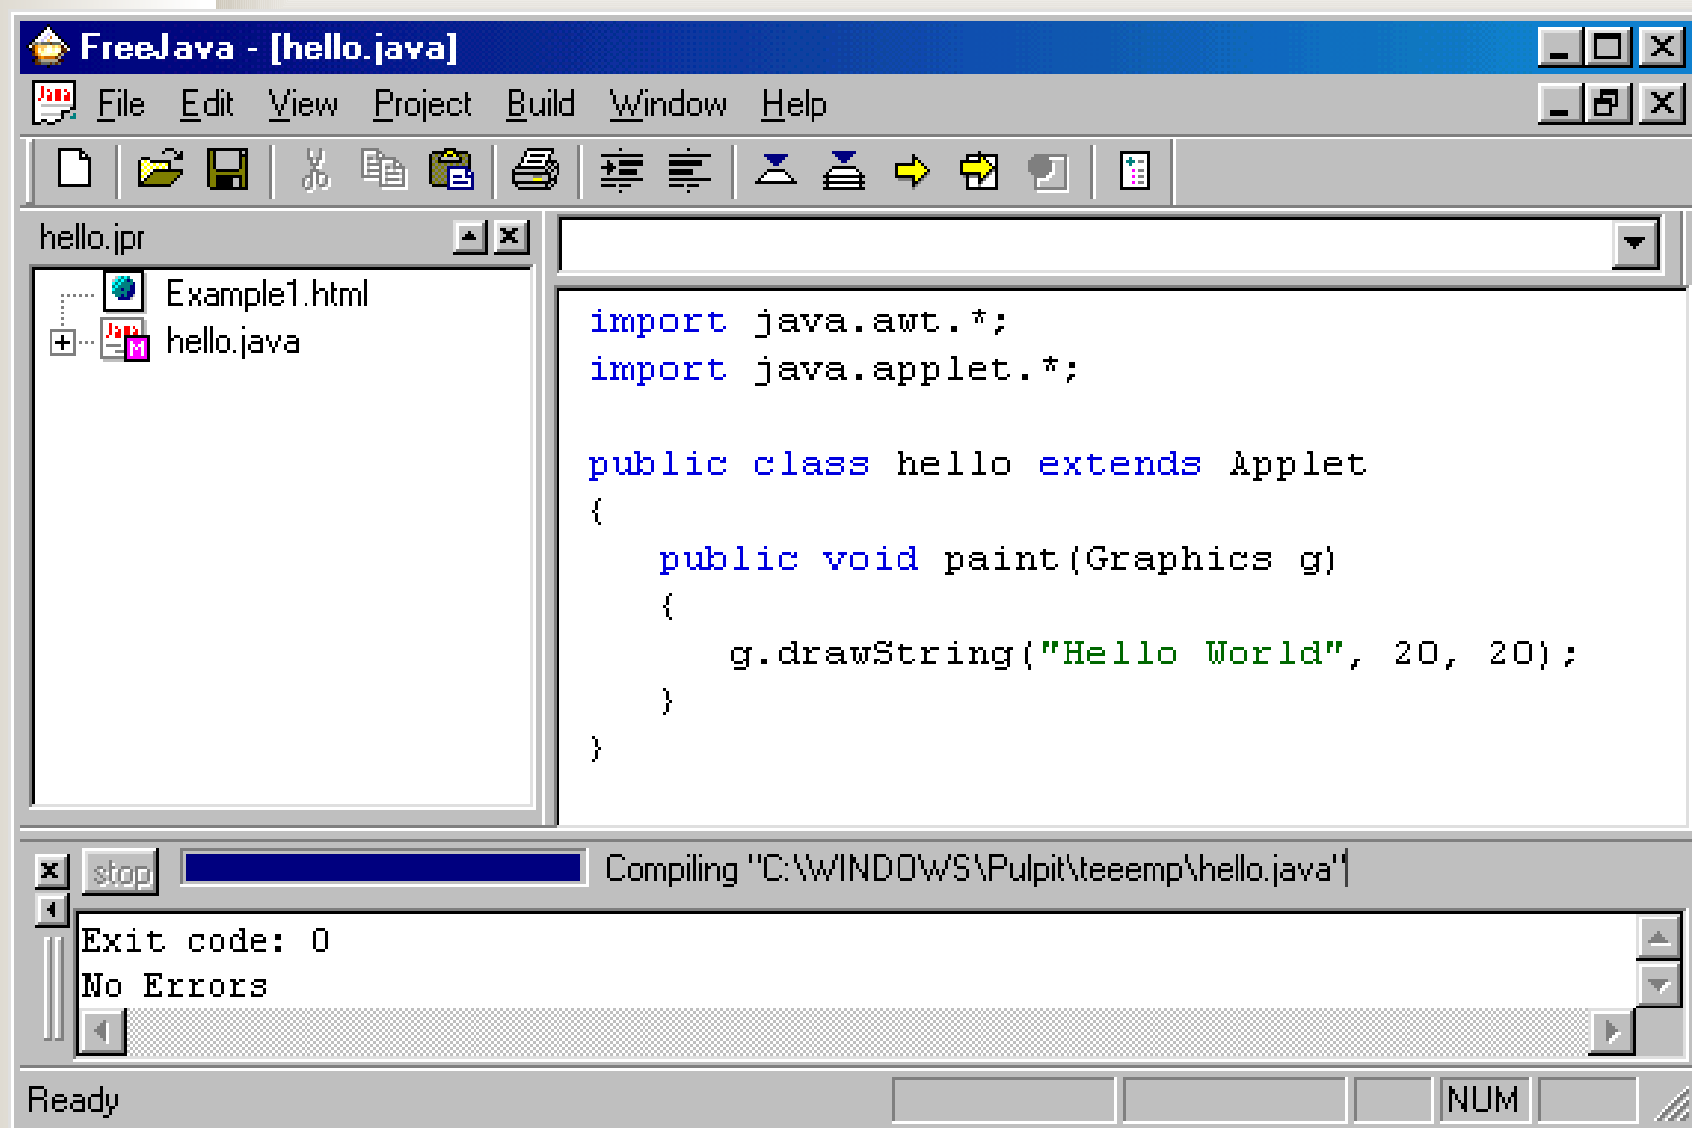 FreeJava - [hello.java]
File Edit View Project Build Window Help
hello.jpr
Example1.html
hello.java
import java.awt.*;
import java.applet.*;
public class hello extends Applet
{
public void paint(Graphics g)
{
g.drawString("Hello World", 20, 20);
}
}
stop Compiling "C:\WINDOWS\Pulpit\teeemp\hello.java"
Exit code: 0
No Errors
Ready NUM